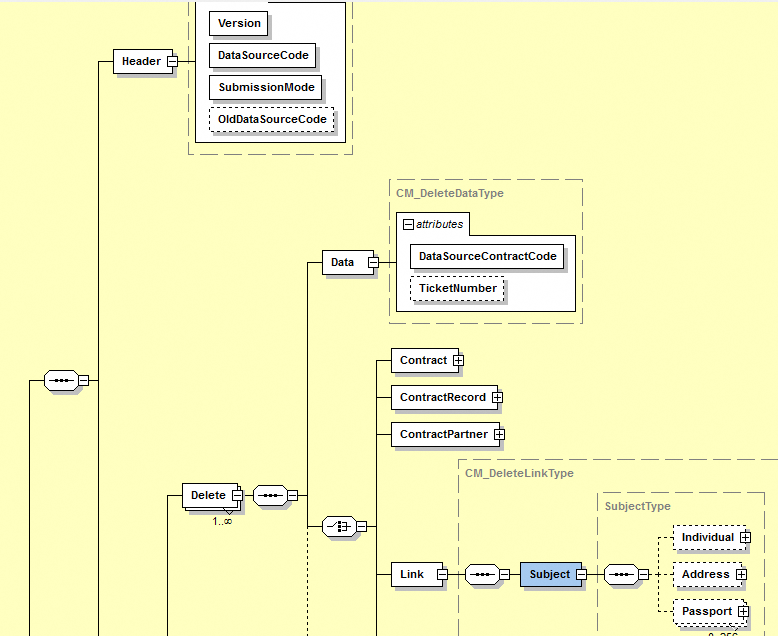 Version
DataSourceCode
Header
SubmissionMode
OldDataSourceCode
CM_DeleteDataType
attributes
Data
DataSourceContractCode
TicketNumber
Contract
ContractRecord
ContractPartner
CM_DeleteLinkType
Delete
1..∞
SubjectType
Individual
Link
Subject
Address
Passport